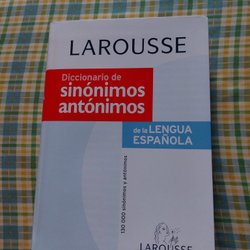 LAROUSSE
Diccionario de
sinónimos
antónimos
de la LENGUA
ESPAÑOLA
130 000 sinónimos y antónimos
LAROUSSE